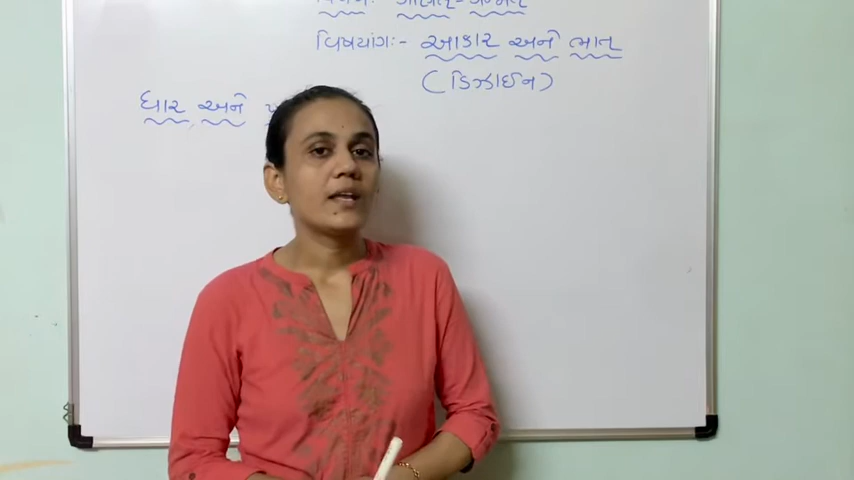 વિષયાંગ:- આકાર અને ભાત
(ડિઝાઈન)
ધાર અને